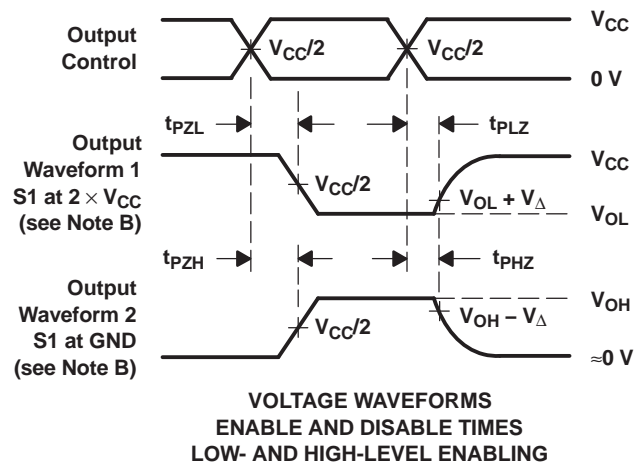 Output
Control
V_CC/2
V_CC/2
V_CC
0 V
t_PZL
t_PLZ
Output
Waveform 1
S1 at 2 × V_CC
(see Note B)
V_CC/2
V_CC
V_OL + V_Δ
V_OL
t_PZH
t_PHZ
Output
Waveform 2
S1 at GND
(see Note B)
V_CC/2
V_OH
V_OH − V_Δ
≈0 V
VOLTAGE WAVEFORMS
ENABLE AND DISABLE TIMES
LOW- AND HIGH-LEVEL ENABLING